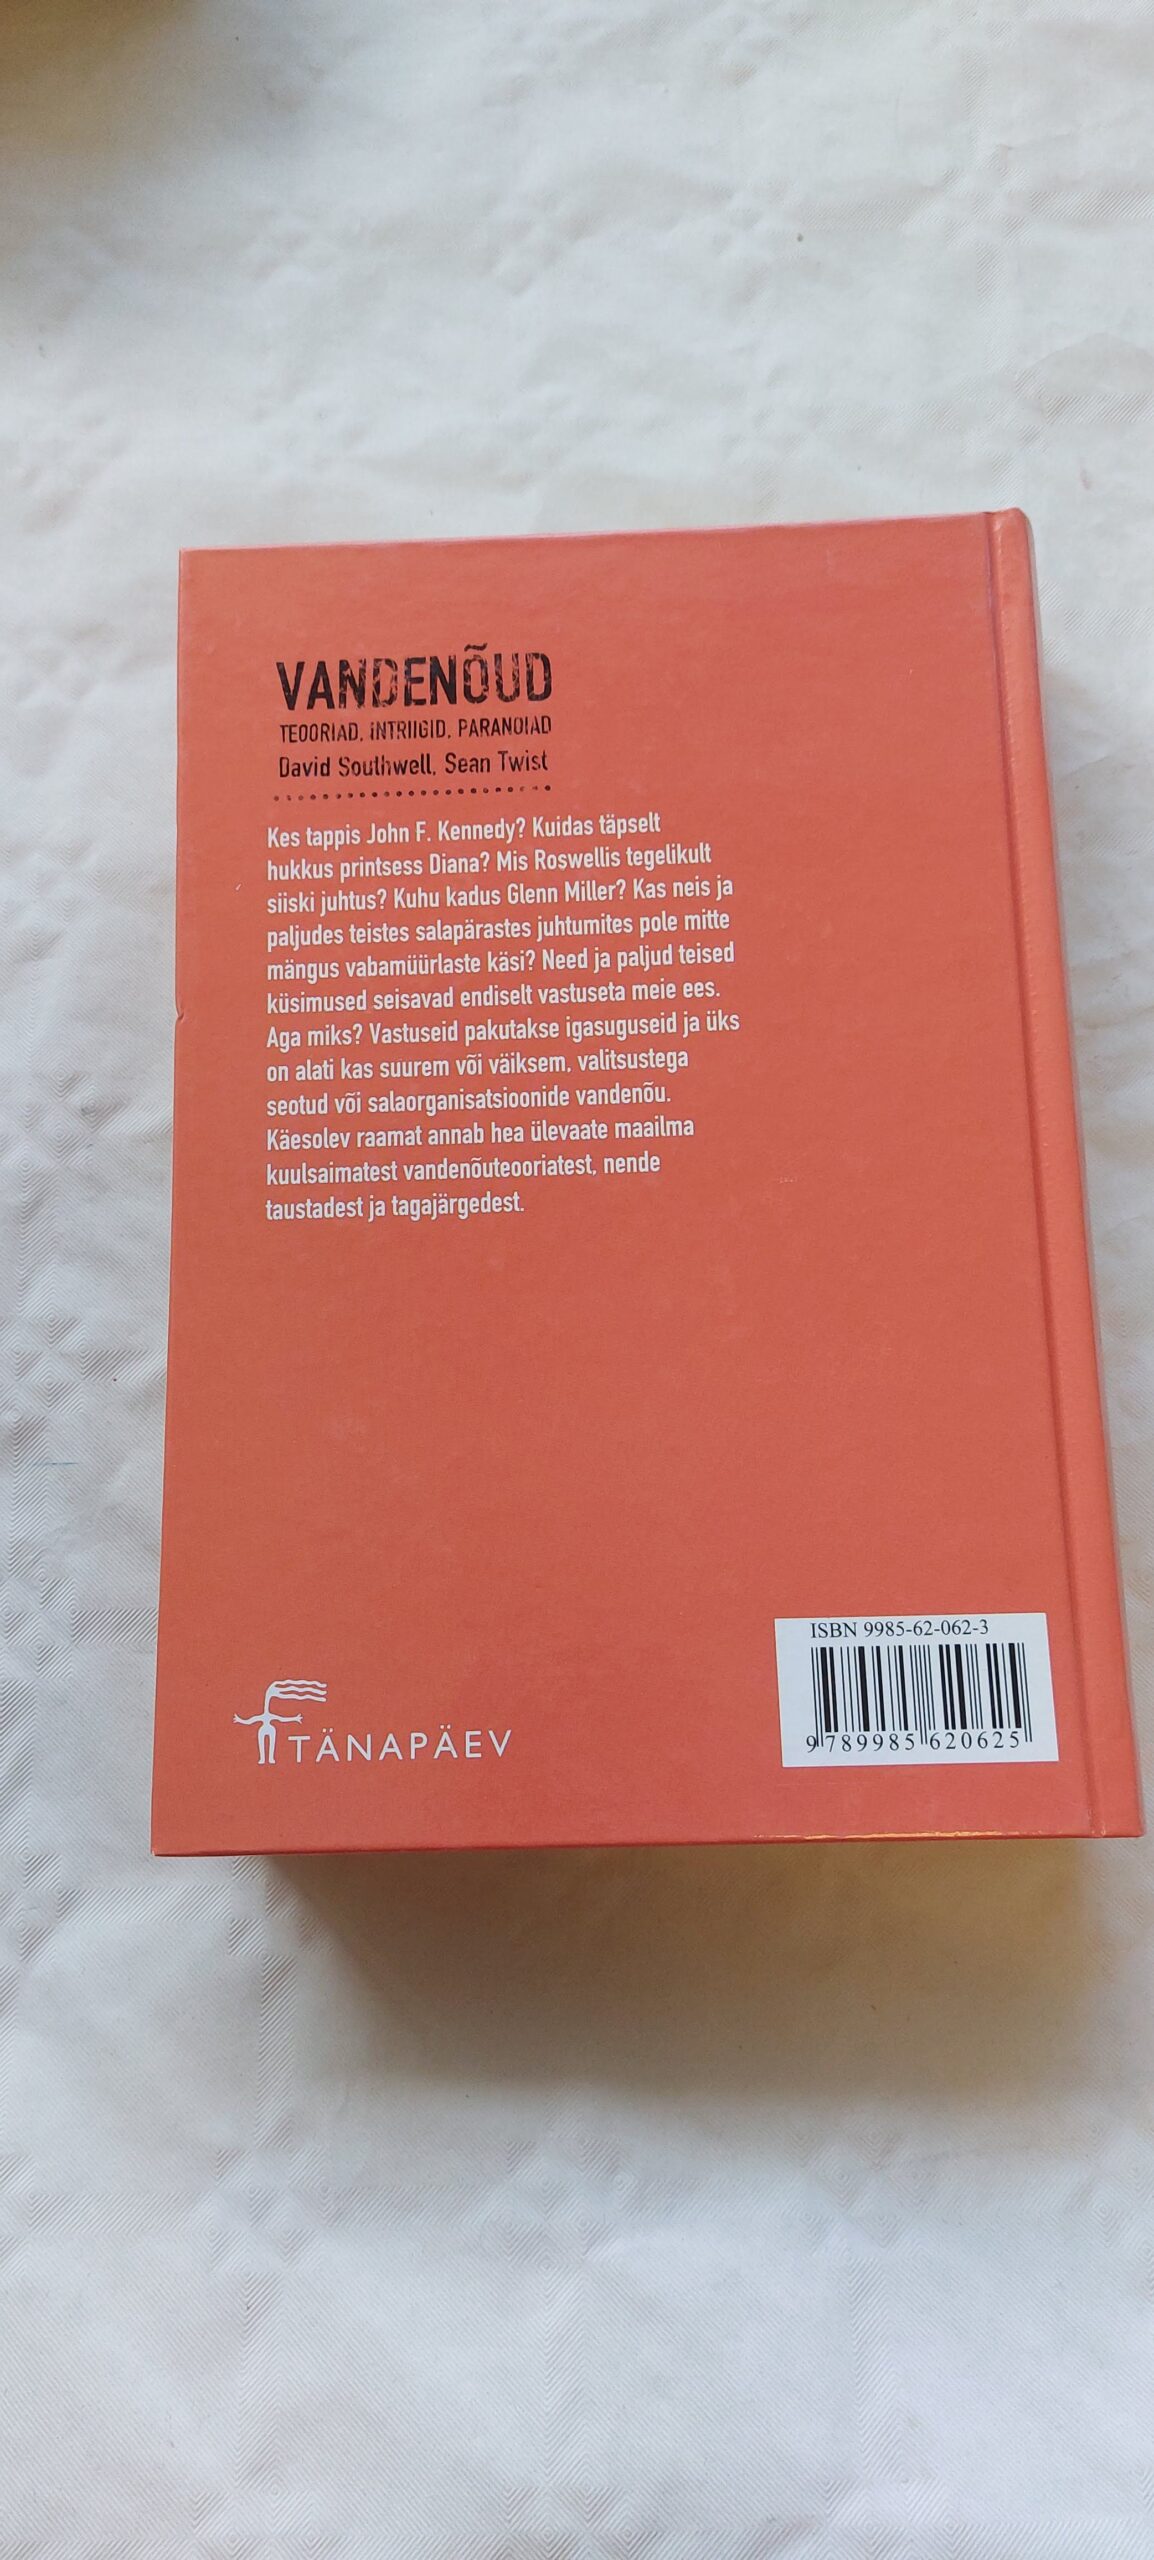 VANDENÕUD
TEOORIAD, INTRIIGID, PARANOIAD
David Southwell, Sean Twist
Kes tappis John F. Kennedy? Kuidas täpselt
hukkus printsess Diana? Mis Roswellis tegelikult
siiski juhtus? Kuhu kadus Glenn Miller? Kas neis ja
paljudes teistes salapärastes juhtumites pole mitte
mängus vabamüürlaste käsi? Need ja paljud teised
küsimused seisavad endiselt vastuseta meie ees.
Aga miks? Vastuseid pakutakse igasuguseid ja üks
on alati kas suurem või väiksem, valitsustega
seotud või salaorganisatsioonide vandenõu.
Käesolev raamat annab hea ülevaate maailma
kuulsaimatest vandenõuteooriatest, nende
taustadest ja tagajärgedest.
ISBN 9985-62-062-3
9 789985 620625
TÄNAPÄEV